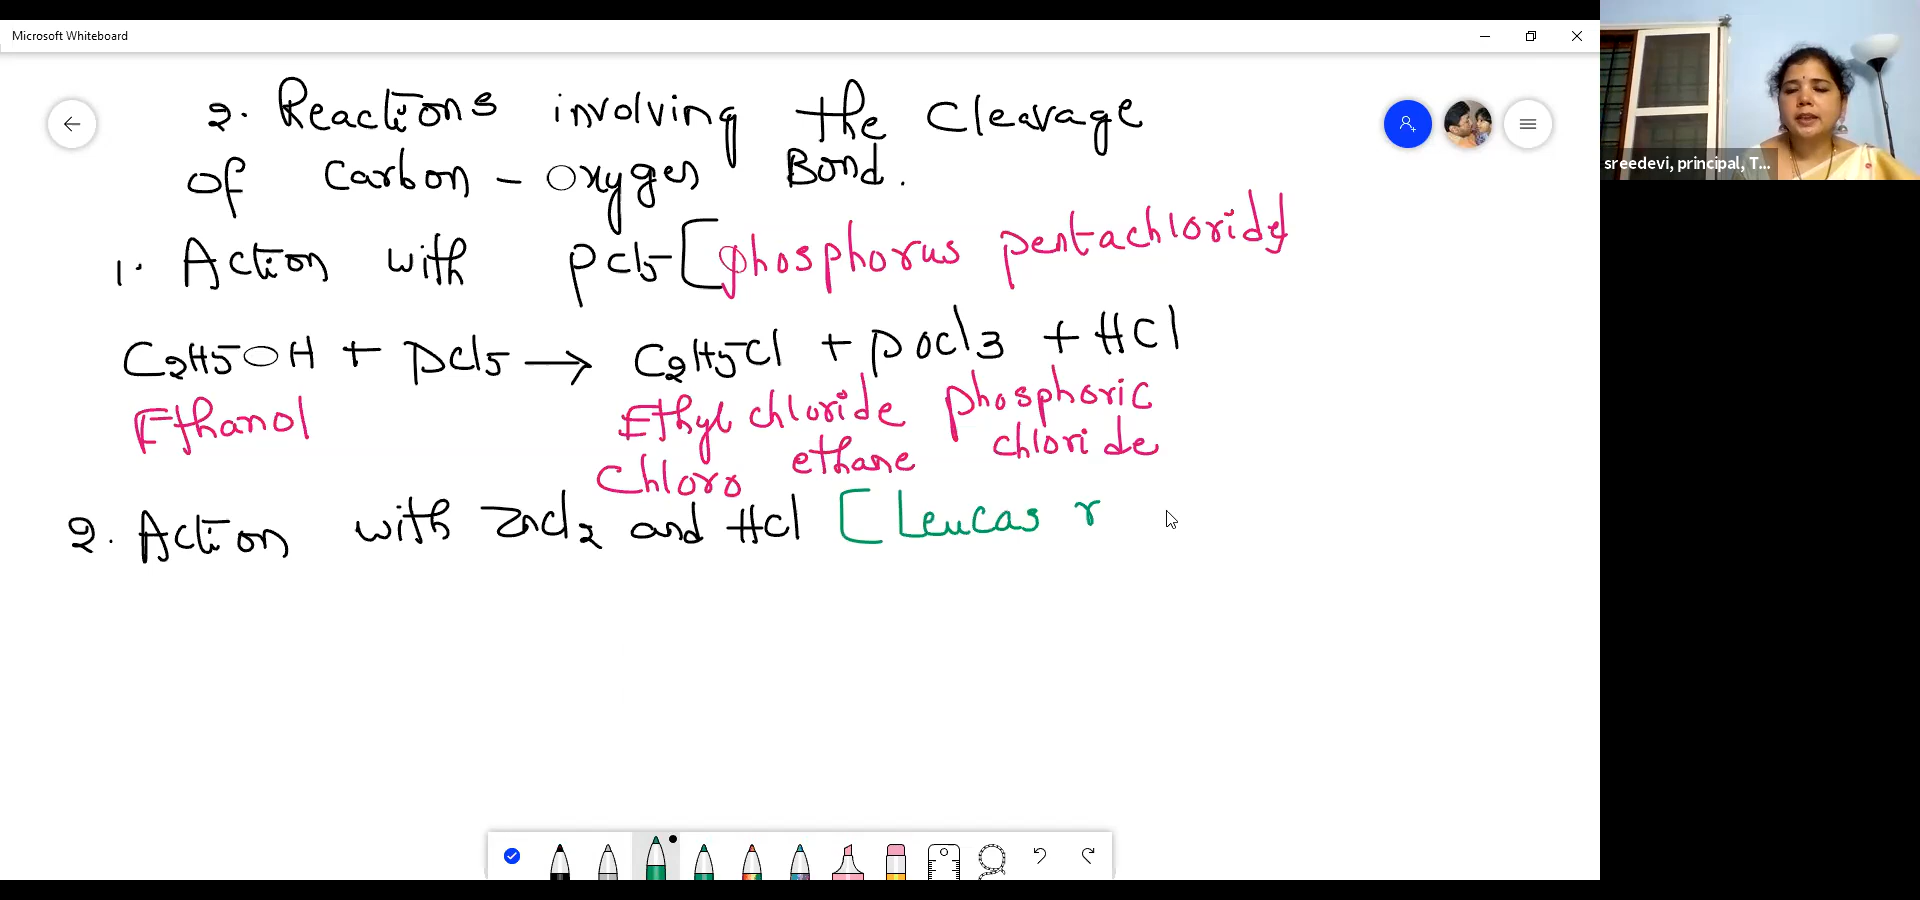 Microsoft Whiteboard
2. Reactions involving the Cleavage
of Carbon - Oxygen Bond.
1. Action with pcl5 [phosphorus pentachloride]
C2H5OH + pcl5 → C2H5Cl + pocl3 + HCl
Ethanol Ethyl chloride phosphoric
chloro ethane chloride
2. Action with zncl2 and HCl [Leucas r
sreedevi, principal, T...